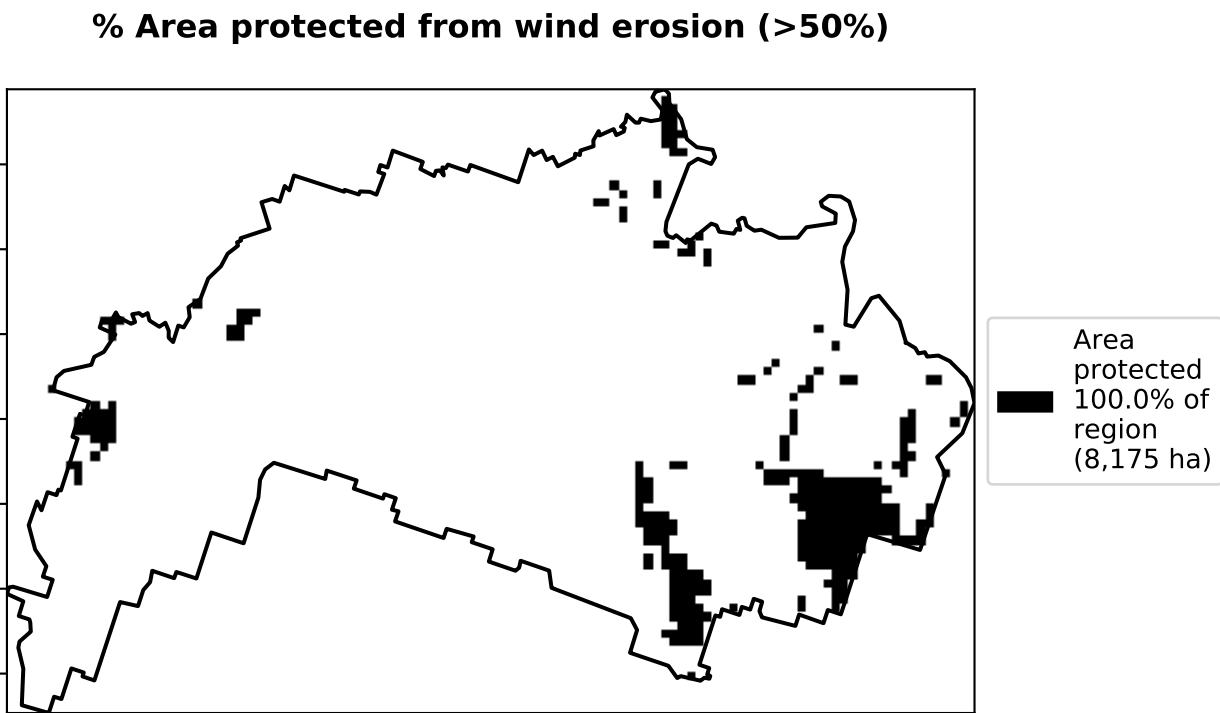 % Area protected from wind erosion (>50%)
Area
protected
100.0% of
region
(8,175 ha)